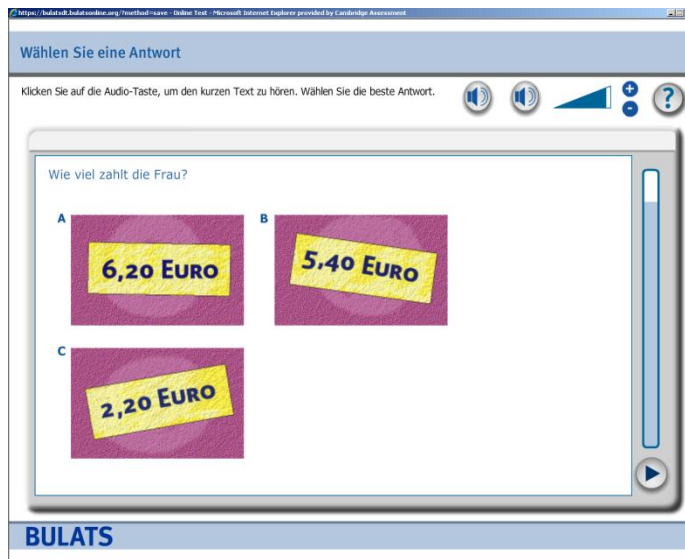 https://bulatsdt.bulatsonline.org/?method=save - Online Test - Microsoft Internet Explorer provided by Cambridge Assessment
Wählen Sie eine Antwort
Klicken Sie auf die Audio-Taste, um den kurzen Text zu hören. Wählen Sie die beste Antwort.
+
-
?
Wie viel zahlt die Frau?
A
6,20 EURO
B
5,40 EURO
C
2,20 EURO
BULATS